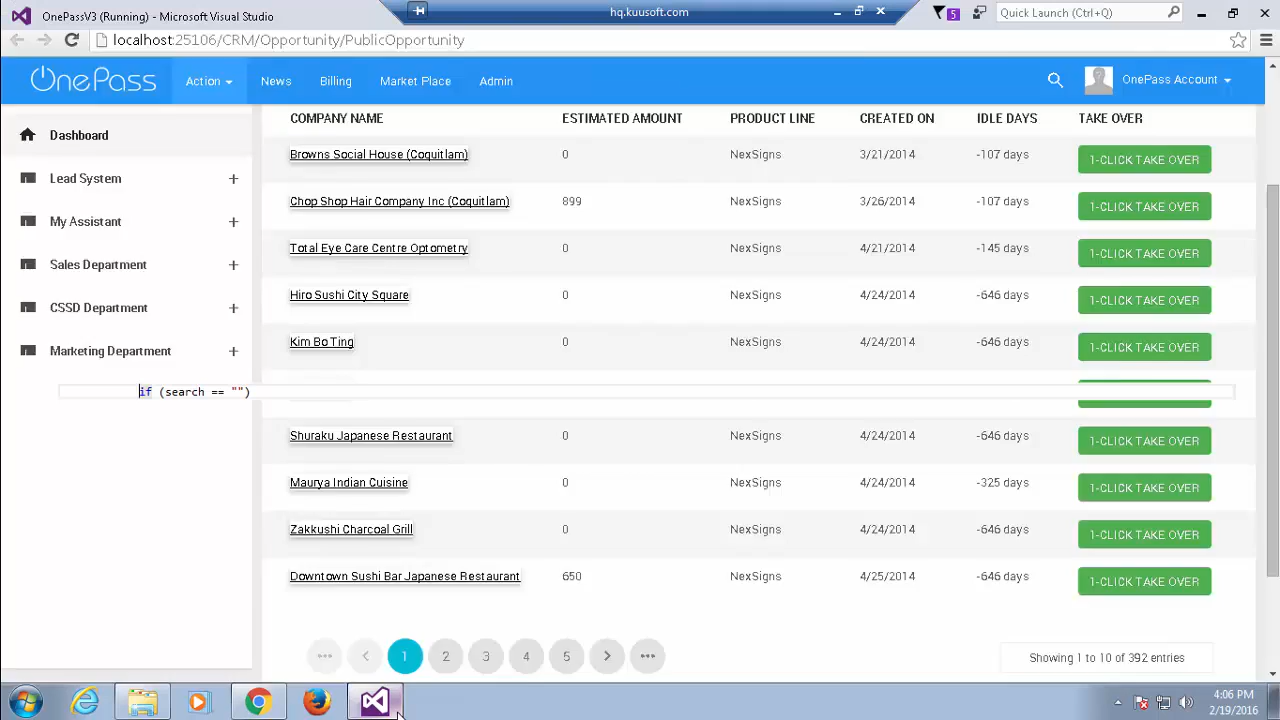 OnePassV3 (Running) - Microsoft Visual Studio
hq.kuusoft.com
5
Quick Launch (Ctrl+Q)
localhost:25106/CRM/Opportunity/PublicOpportunity
OnePass
Action
News
Billing
Market Place
Admin
OnePass Account
Dashboard
Lead System
My Assistant
Sales Department
CSSD Department
Marketing Department
COMPANY NAME ESTIMATED AMOUNT PRODUCT LINE CREATED ON IDLE DAYS TAKE OVER
Browns Social House (Coquitlam) 0 NexSigns 3/21/2014 -107 days 1-CLICK TAKE OVER
Chop Shop Hair Company Inc (Coquitlam) 899 NexSigns 3/26/2014 -107 days 1-CLICK TAKE OVER
Total Eye Care Centre Optometry 0 NexSigns 4/21/2014 -145 days 1-CLICK TAKE OVER
Hiro Sushi City Square 0 NexSigns 4/24/2014 -646 days 1-CLICK TAKE OVER
Kim Bo Ting 0 NexSigns 4/24/2014 -646 days 1-CLICK TAKE OVER
if (search == "")
Shuraku Japanese Restaurant 0 NexSigns 4/24/2014 -646 days 1-CLICK TAKE OVER
Maurya Indian Cuisine 0 NexSigns 4/24/2014 -325 days 1-CLICK TAKE OVER
Zakkushi Charcoal Grill 0 NexSigns 4/24/2014 -646 days 1-CLICK TAKE OVER
Downtown Sushi Bar Japanese Restaurant 650 NexSigns 4/25/2014 -646 days 1-CLICK TAKE OVER
1 2 3 4 5
Showing 1 to 10 of 392 entries
4:06 PM
2/19/2016